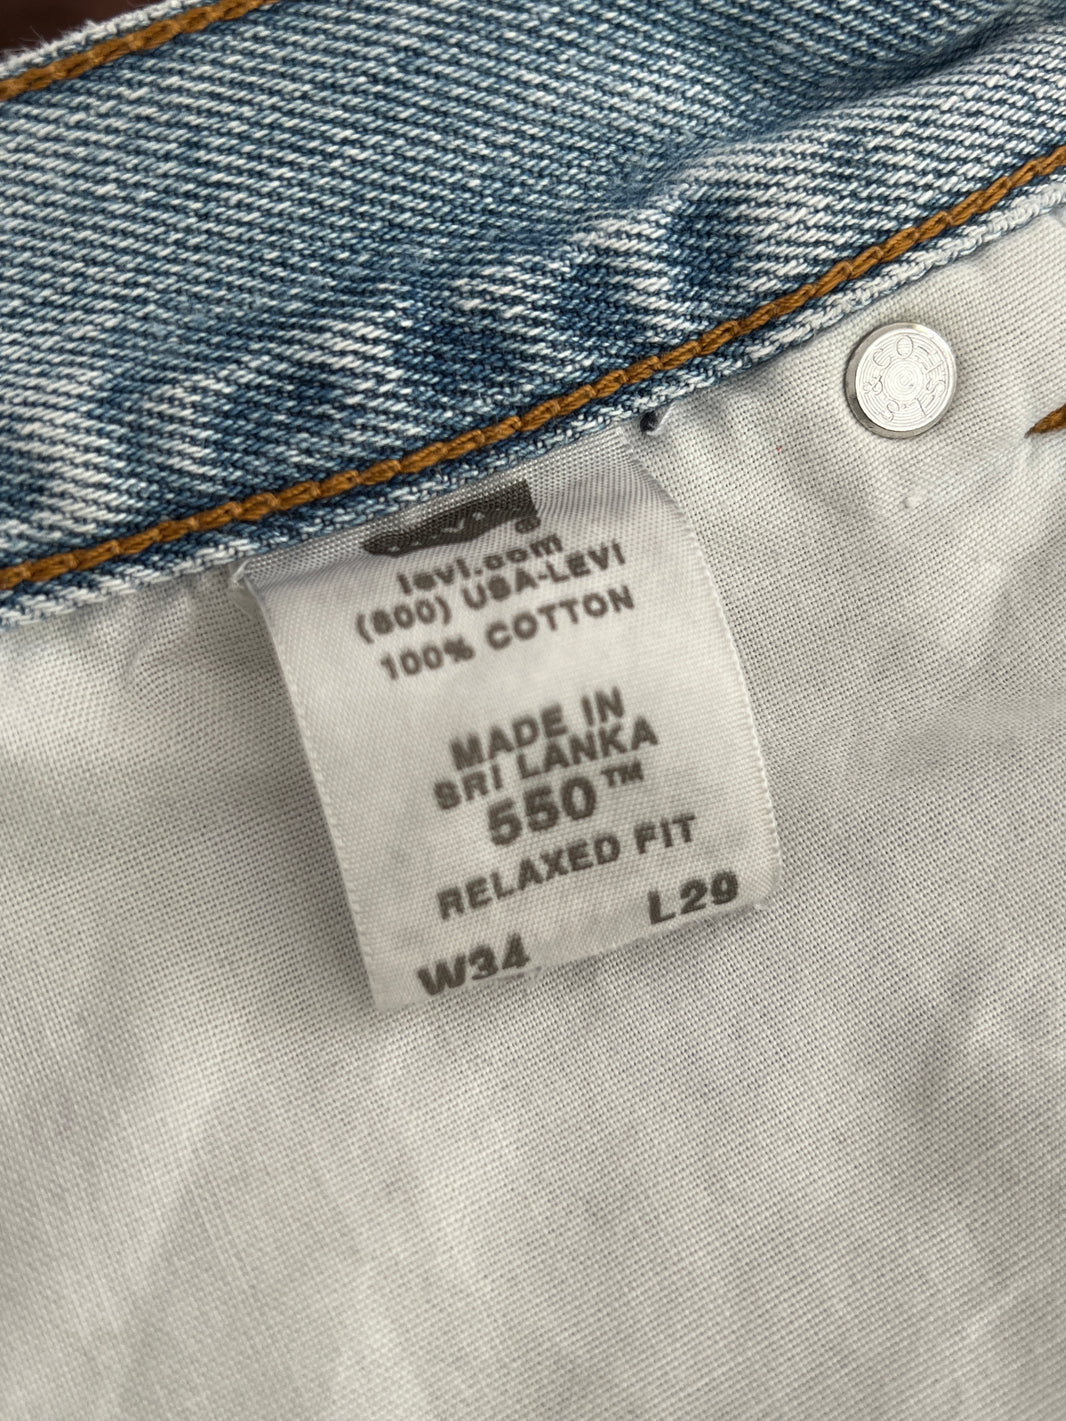 levi.com
(800) USA-LEVI
100% COTTON
MADE IN
SRI LANKA
550™
RELAXED FIT
W34 L29